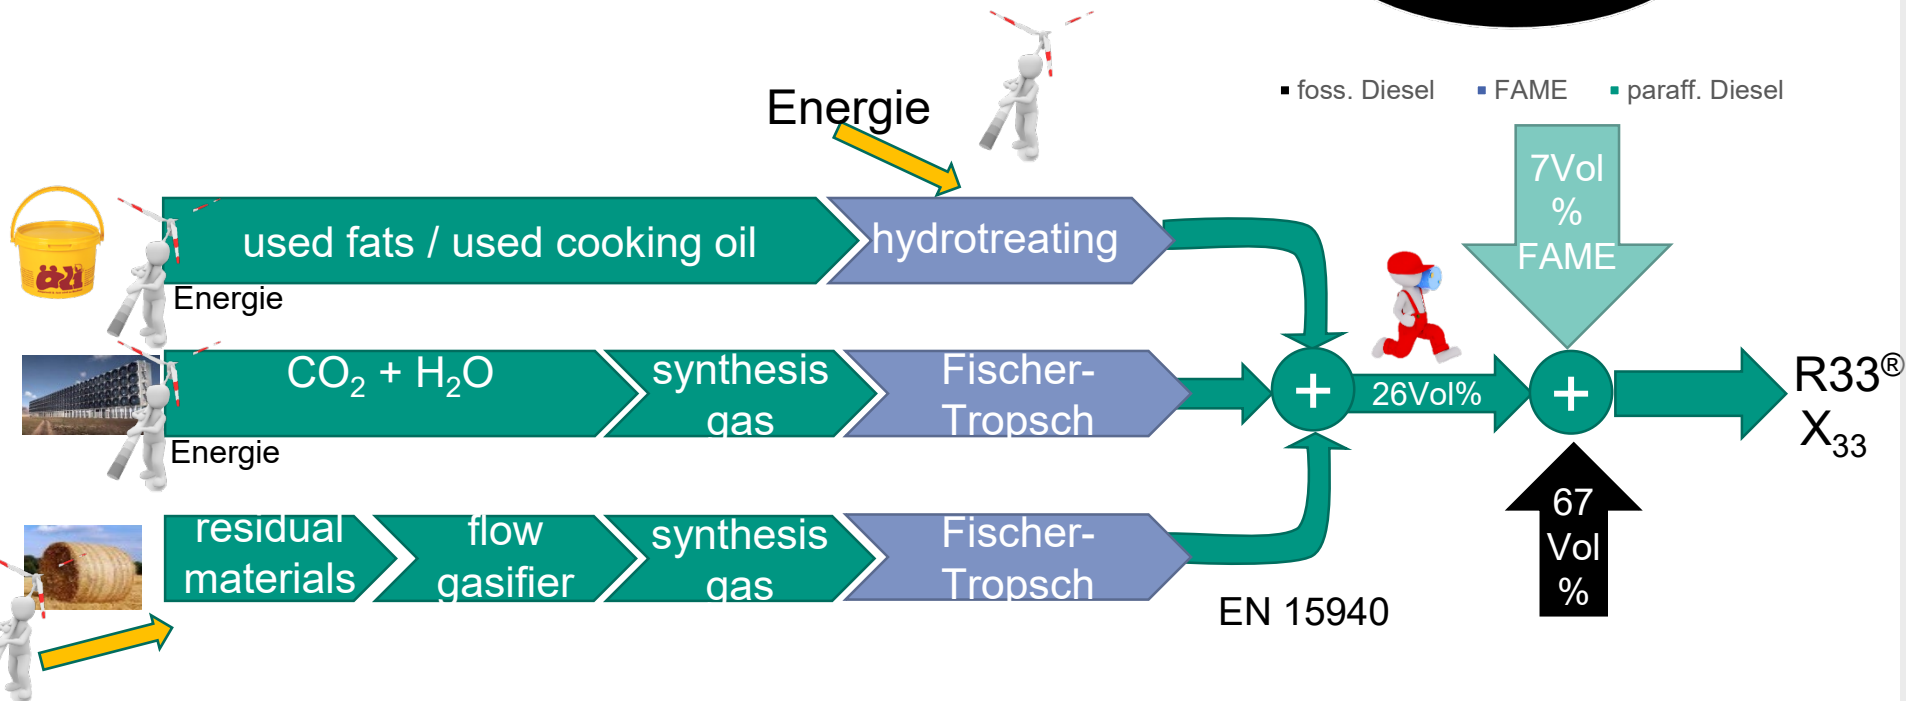 Energie
foss. Diesel
FAME
paraff. Diesel
7Vol
%
FAME
used fats / used cooking oil
hydrotreating
öli
Energie
CO₂ + H₂O
synthesis
gas
Fischer-
Tropsch
+
26Vol%
+
R33®
X₃₃
Energie
67
Vol
%
residual
materials
flow
gasifier
synthesis
gas
Fischer-
Tropsch
EN 15940